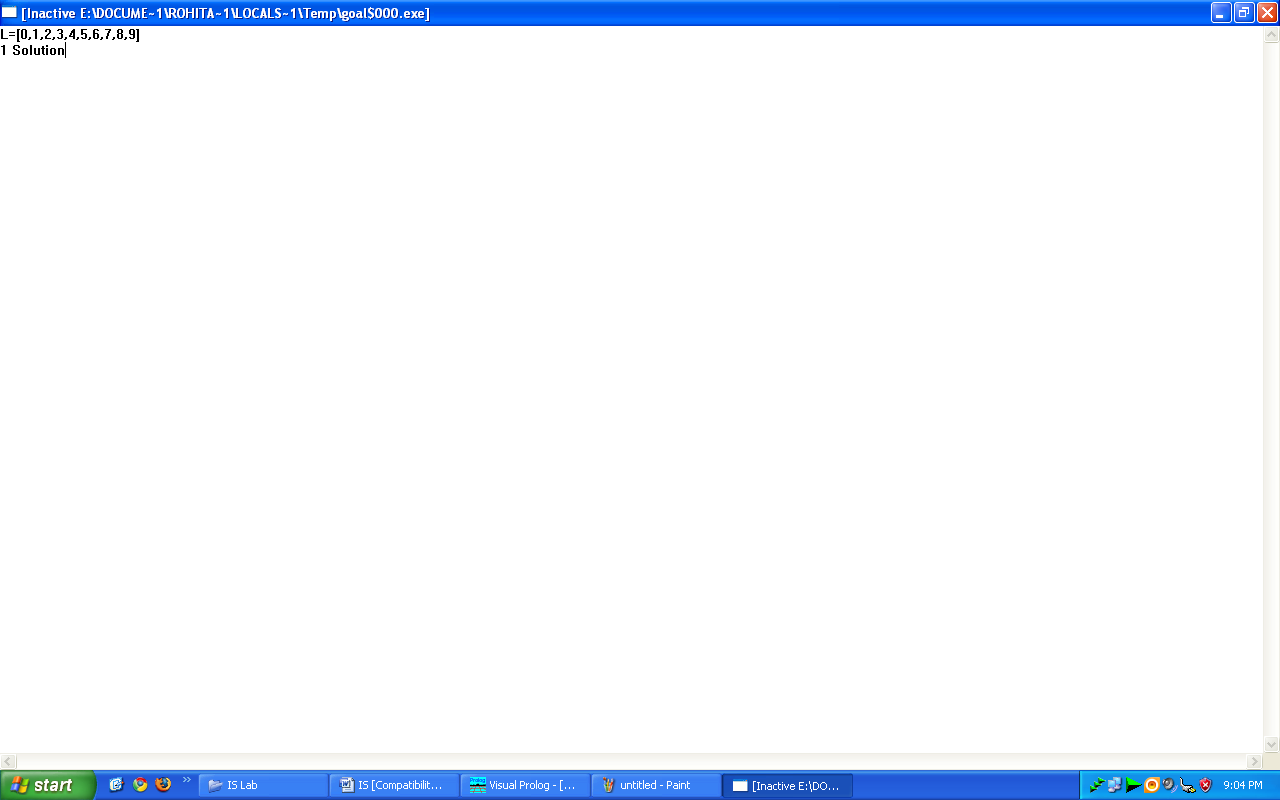 [Inactive E:\DOCUME~1\ROHITA~1\LOCALS~1\Temp\goal$000.exe]
L=[0,1,2,3,4,5,6,7,8,9]
1 Solution
start
IS Lab
IS [Compatibilit...
Visual Prolog - [...
untitled - Paint
[Inactive E:\DO...
9:04 PM